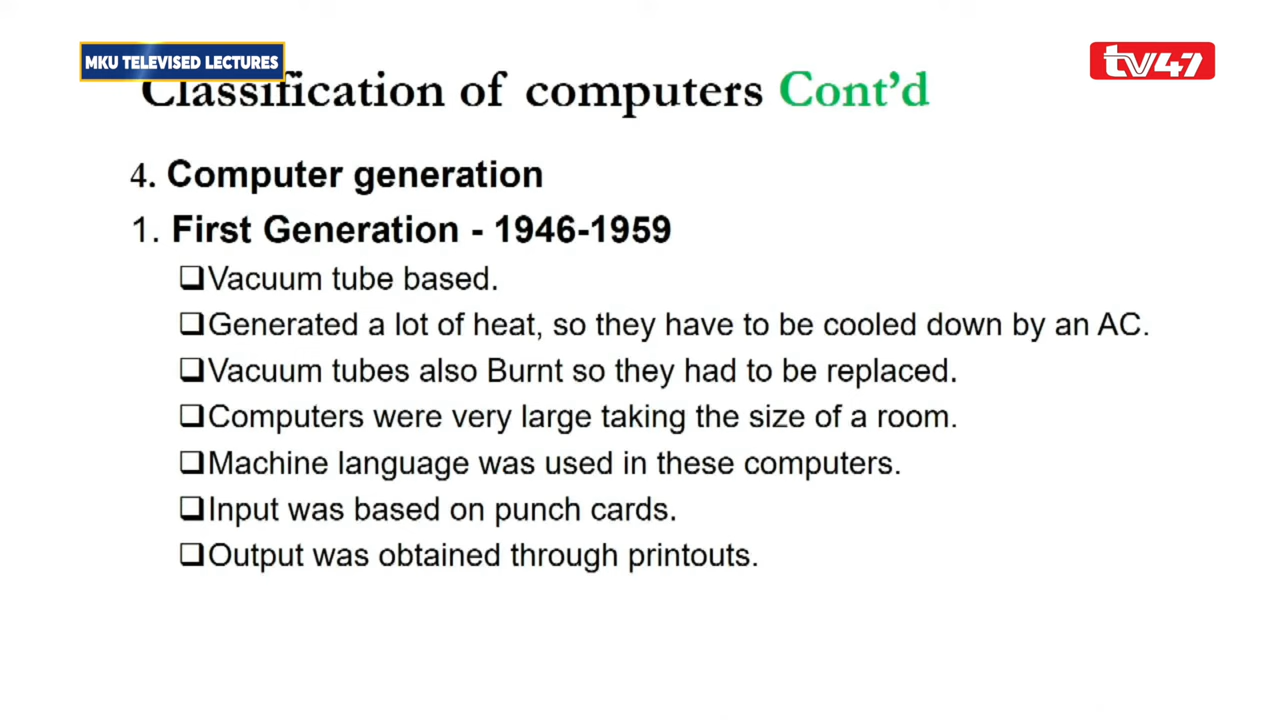 MKU TELEVISED LECTURES
tv47
Classification of computers Cont'd
4. Computer generation
1. First Generation - 1946-1959
❑Vacuum tube based.
❑Generated a lot of heat, so they have to be cooled down by an AC.
❑Vacuum tubes also Burnt so they had to be replaced.
❑Computers were very large taking the size of a room.
❑Machine language was used in these computers.
❑Input was based on punch cards.
❑Output was obtained through printouts.